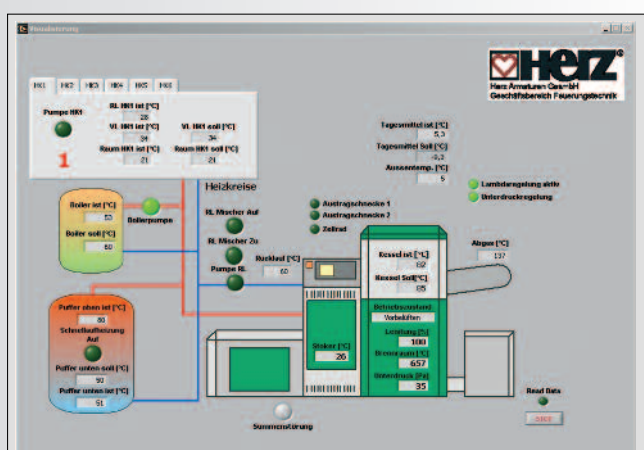 Visualisierung
HERZ®
Herz Armaturen GesmbH
Geschäftsbereich Feuerungstechnik
HK1 HK2 HK3 HK4 HK5 HK6
Pumpe HK1
1
RL HK1 ist [°C]
28
VL HK1 ist [°C]
34
VL HK1 soll [°C]
34
Raum HK1 ist [°C]
21
Raum HK1 soll [°C]
21
Tagesmittel ist [°C]
5,3
Tagesmittel Soll [°C]
Aussentemp. [°C]
5
Lambdaregelung aktiv
Unterdruckregelung
Heizkreise
Boiler ist [°C]
53
Boiler soll [°C]
60
Boilerpumpe
RL Mischer Auf
RL Mischer Zu
Pumpe RL
Austragschnecke 1
Austragschnecke 2
Zellrad
Rücklauf [°C]
60
Kessel ist [°C]
82
Kessel Soll [°C]
85
Abgas [°C]
137
Puffer oben ist [°C]
88
Schnellaufheizung
Auf
Puffer unten soll [°C]
90
Puffer unten ist [°C]
51
Stoker [°C]
26
Betriebszustand
Vorbelüften
Leistung [%]
100
Brennraum [°C]
657
Unterdruck [Pa]
35
Summenstörung
Read Data